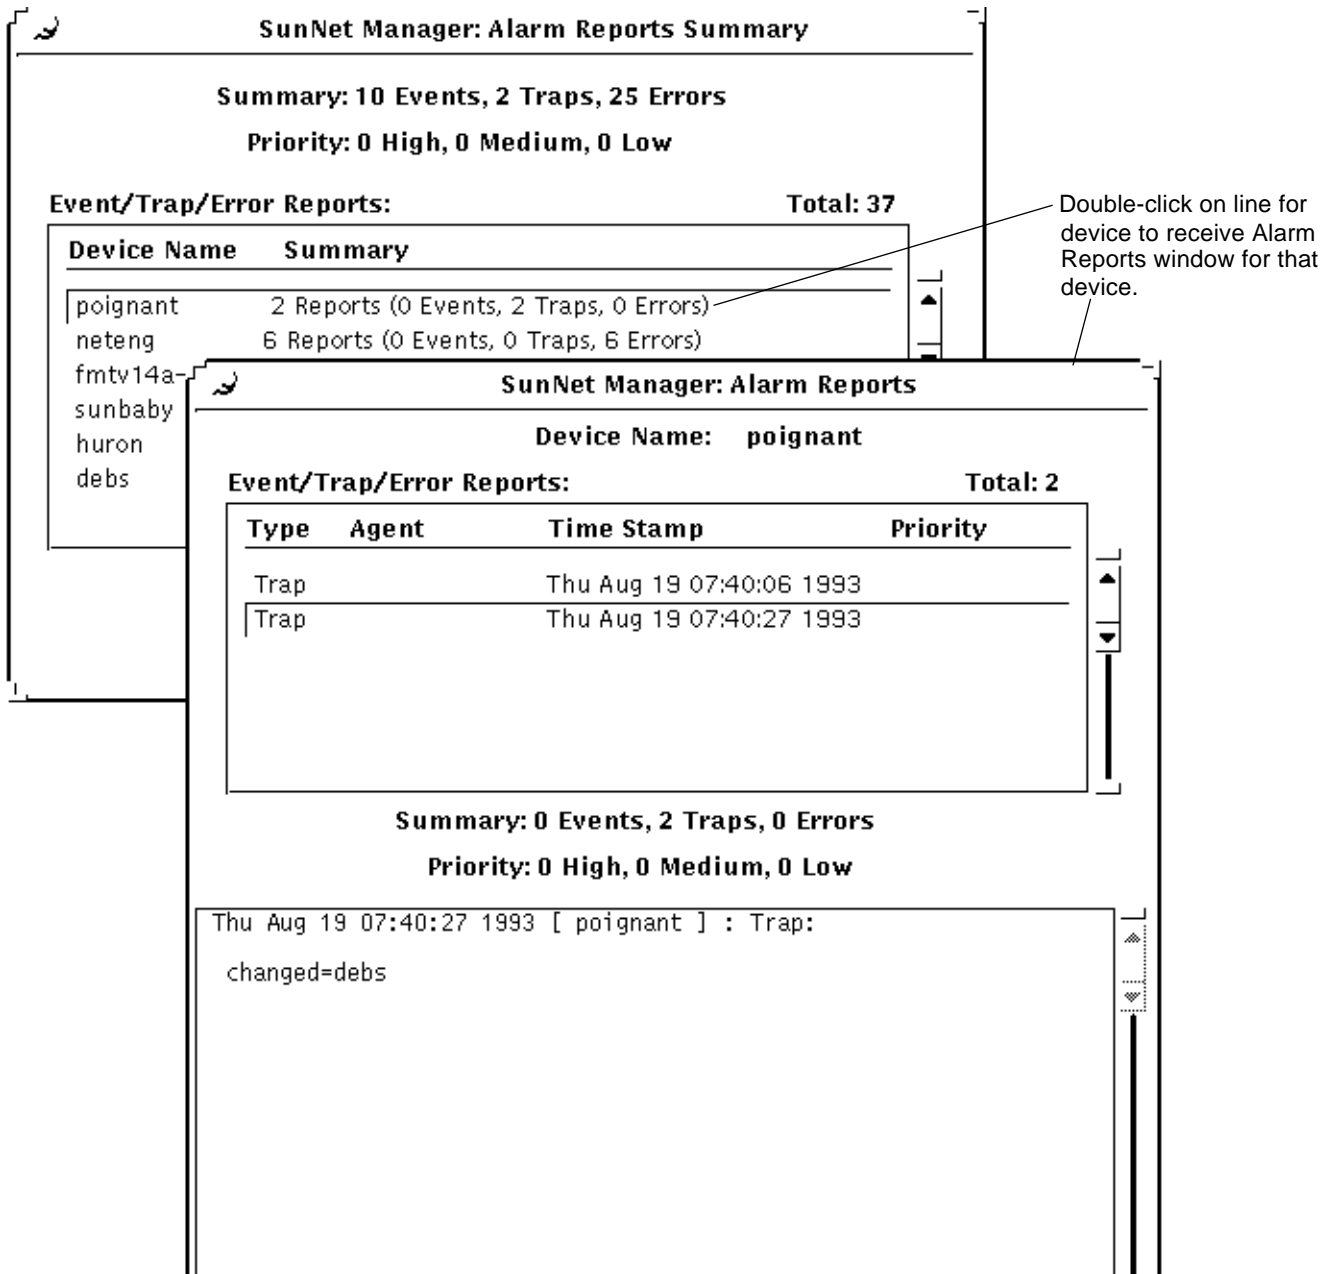 SunNet Manager: Alarm Reports Summary
Summary: 10 Events, 2 Traps, 25 Errors
Priority: 0 High, 0 Medium, 0 Low
Event/Trap/Error Reports: Total: 37
Device Name Summary
poignant 2 Reports (0 Events, 2 Traps, 0 Errors)
neteng 6 Reports (0 Events, 0 Traps, 6 Errors)
fmtv14a-
sunbaby
huron
debs
Double-click on line for
device to receive Alarm
Reports window for that
device.
SunNet Manager: Alarm Reports
Device Name: poignant
Event/Trap/Error Reports: Total: 2
Type Agent Time Stamp Priority
Trap Thu Aug 19 07:40:06 1993
Trap Thu Aug 19 07:40:27 1993
Summary: 0 Events, 2 Traps, 0 Errors
Priority: 0 High, 0 Medium, 0 Low
Thu Aug 19 07:40:27 1993 [ poignant ] : Trap:
changed=debs